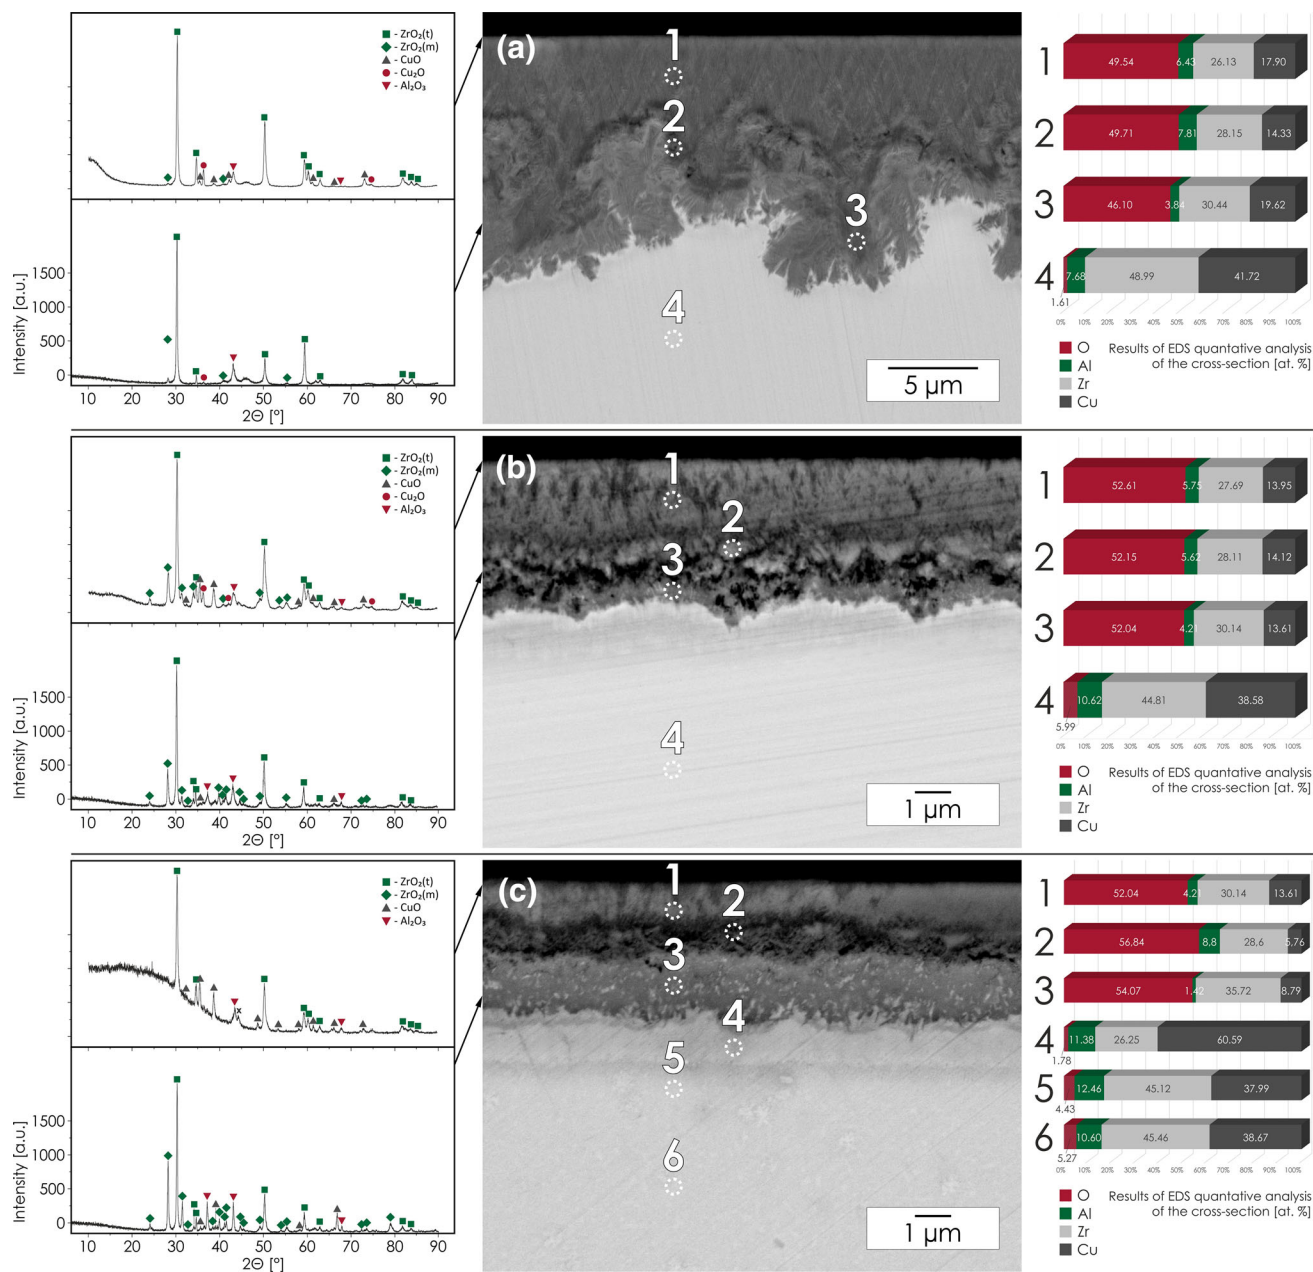 (a)
- ZrO₂(t)
- ZrO₂(m)
- CuO
- Cu₂O
- Al₂O₃
Intensity [a.u.]
1500
1000
500
0
10 20 30 40 50 60 70 80 90
2Θ [°]
1
2
3
4
5 µm
1 49.54 6.43 26.13 17.90
2 49.71 7.81 28.15 14.33
3 46.10 3.84 30.44 19.62
4 1.61 7.68 48.99 41.72
0% 10% 20% 30% 40% 50% 60% 70% 80% 90% 100%
O
Al
Zr
Cu
Results of EDS quantative analysis
of the cross-section [at. %]
(b)
- ZrO₂(t)
- ZrO₂(m)
- CuO
- Cu₂O
- Al₂O₃
Intensity [a.u.]
1500
1000
500
0
10 20 30 40 50 60 70 80 90
2Θ [°]
1
2
3
4
1 µm
1 52.61 5.75 27.69 13.95
2 52.15 5.62 28.11 14.12
3 52.04 4.21 30.14 13.61
4 5.99 10.62 44.81 38.58
0% 10% 20% 30% 40% 50% 60% 70% 80% 90% 100%
O
Al
Zr
Cu
Results of EDS quantative analysis
of the cross-section [at. %]
(c)
- ZrO₂(t)
- ZrO₂(m)
- CuO
- Al₂O₃
x
Intensity [a.u.]
1500
1000
500
0
10 20 30 40 50 60 70 80 90
2Θ [°]
1
2
3
4
5
6
1 µm
1 52.04 4.21 30.14 13.61
2 56.84 8.8 28.6 5.76
3 54.07 1.42 35.72 8.79
4 1.78 11.38 26.25 60.59
5 4.43 12.46 45.12 37.99
6 5.27 10.60 45.46 38.67
0% 10% 20% 30% 40% 50% 60% 70% 80% 90% 100%
O
Al
Zr
Cu
Results of EDS quantative analysis
of the cross-section [at. %]